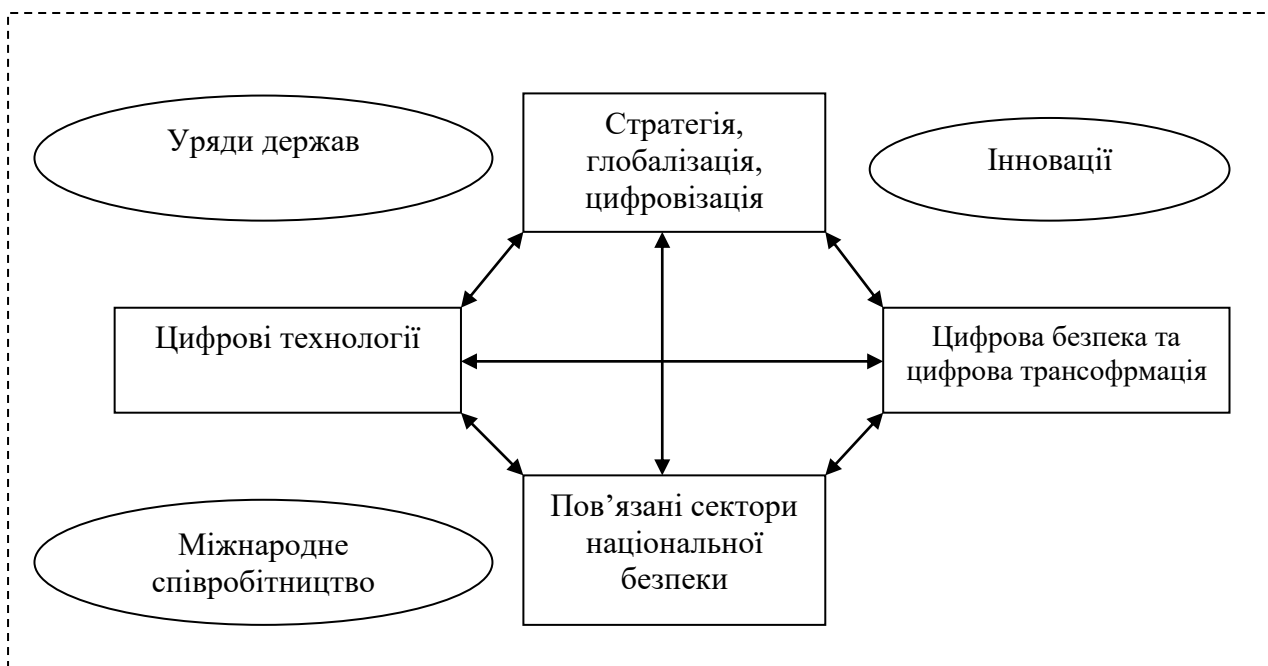 Уряди держав
Стратегія,
глобалізація,
цифровізація
Інновації
Цифрові технології
Цифрова безпека та
цифрова трансофрмація
Пов’язані сектори
національної
безпеки
Міжнародне
співробітництво